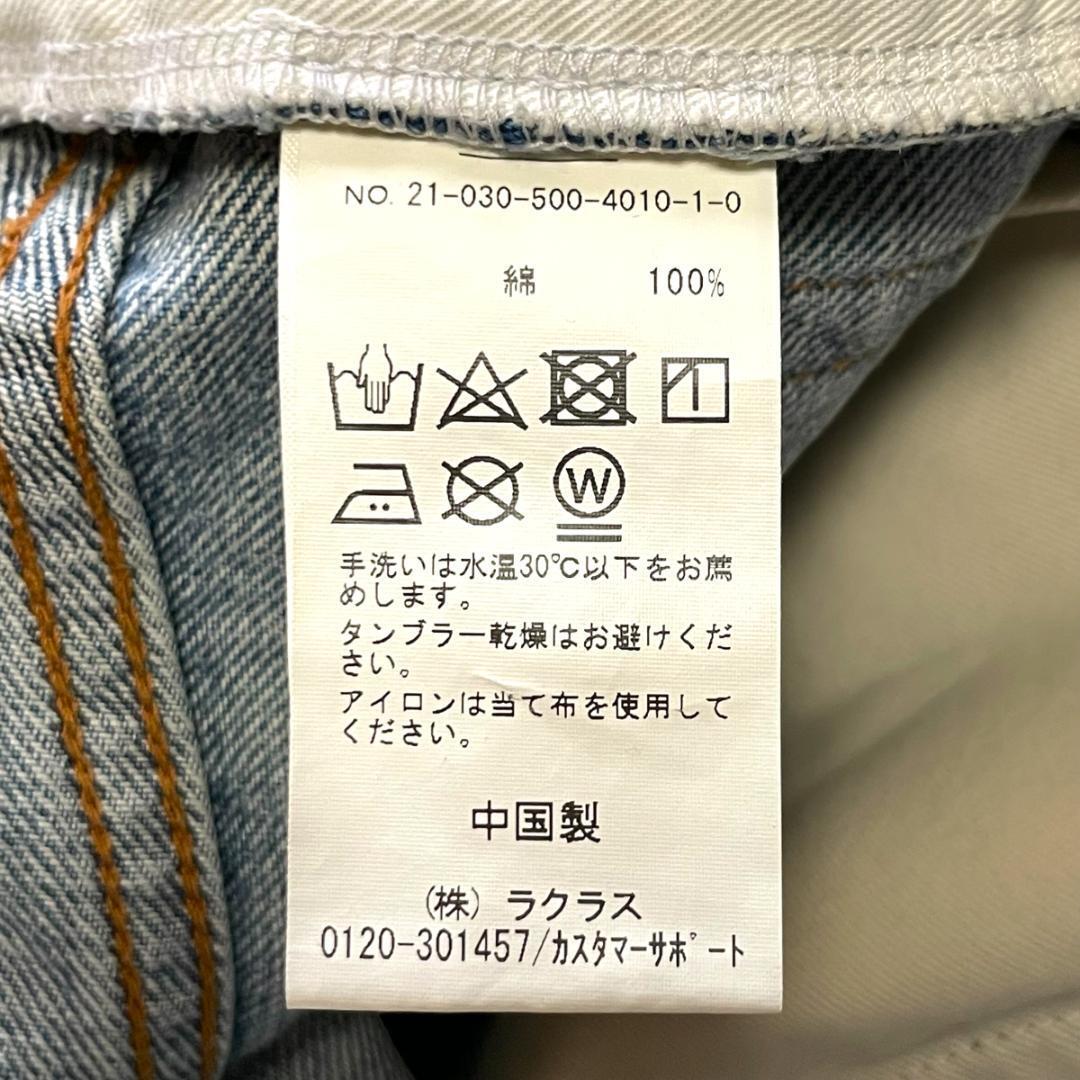 NO. 21-030-500-4010-1-0
綿 100%
W
手洗いは水温30℃以下をお薦
めします。
タンブラー乾燥はお避けくだ
さい。
アイロンは当て布を使用して
ください。
中国製
(株) ラクラス
0120-301457/カスタマーサポート